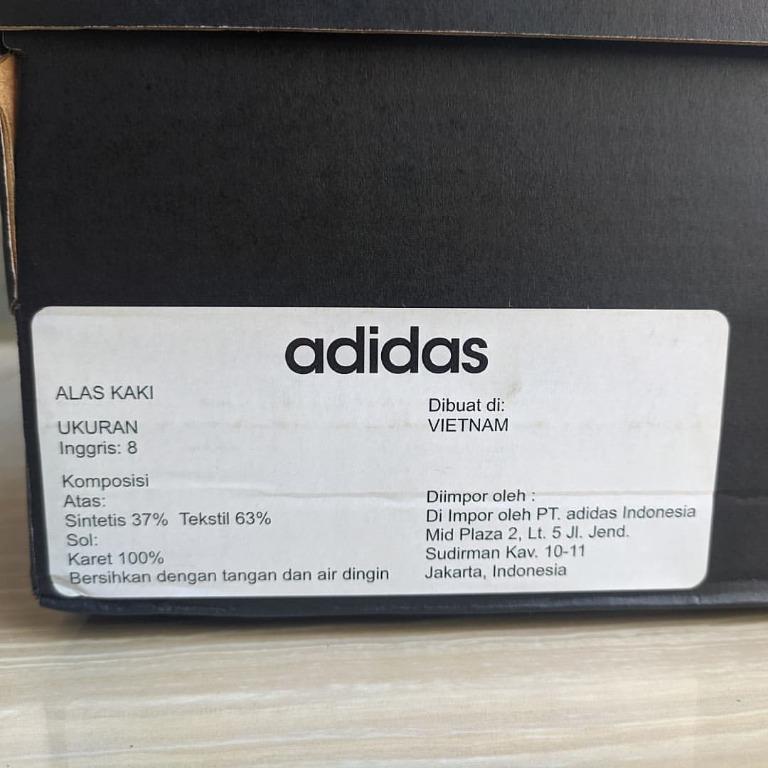 adidas
ALAS KAKI
UKURAN
Inggris: 8
Komposisi
Atas:
Sintetis 37%  Tekstil 63%
Sol:
Karet 100%
Bersihkan dengan tangan dan air dingin
Dibuat di:
VIETNAM
Diimpor oleh :
Di Impor oleh PT. adidas Indonesia
Mid Plaza 2, Lt. 5 Jl. Jend.
Sudirman Kav. 10-11
Jakarta, Indonesia